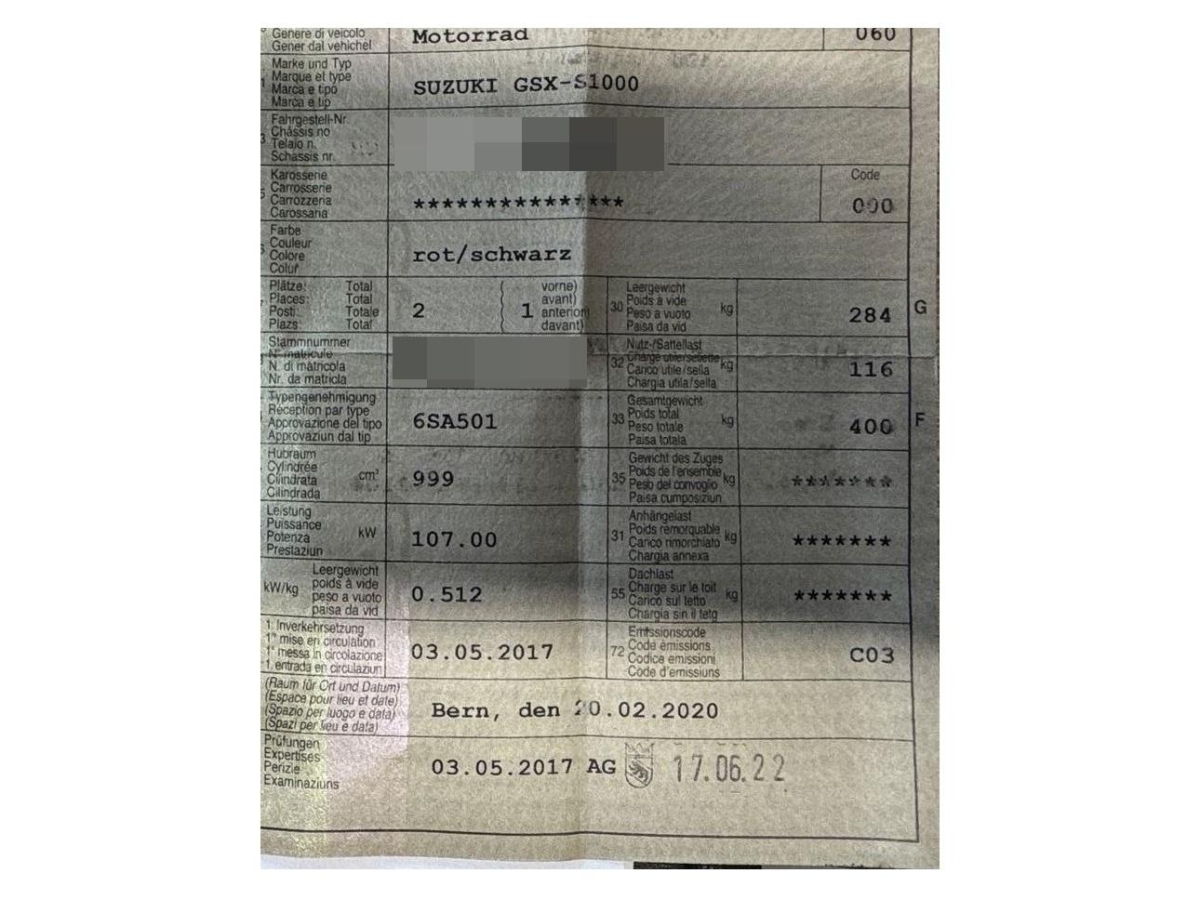 Genere di veicolo
Gener dal vehichel
Motorrad
060
Marke und Typ
Marque et type
Marca e tipo
Marca e tip
SUZUKI GSX-S1000
Fahrgestell-Nr.
Châssis no
Telaio n.
Schassis nr.
Karosserie
Carrosserie
Carrozzeria
Carossaria
***************
Code
000
Farbe
Couleur
Colore
Colur
rot/schwarz
Plätze: Total
Places: Total
Posti: Totale
Plazs: Total
2
1
vorne)
avant)
anteriori
davant)
30
Leergewicht
Poids à vide
Peso a vuoto
Paisa da vid
kg
284
G
Stammnummer
N° matricule
N. di matricola
Nr. da matricla
32
Nutz-/Sattellast
Charge utile/sellette
Carico utile/sella
Chargia utila/sella
kg
116
Typengenehmigung
Réception par type
Approvazione del tipo
Approvaziun dal tip
6SA501
33
Gesamtgewicht
Poids total
Peso totale
Paisa totala
kg
400
F
Hubraum
Cylindrée
Cilindrata
Cilindrada
cm³
999
35
Gewicht des Zuges
Poids de l'ensemble
Peso del convoglio
Paisa cumposiziun
kg
*******
Leistung
Puissance
Potenza
Prestaziun
kW
107.00
31
Anhängelast
Poids remorquable
Carico rimorchiato
Chargia annexa
kg
*******
kW/kg
Leergewicht
poids à vide
peso a vuoto
paisa da vid
0.512
55
Dachlast
Charge sur le toit
Carico sul tetto
Chargia sin il tetg
kg
*******
1. Inverkehrsetzung
1re mise en circulation
1a messa in circolazione
1. entrada en circulaziun
03.05.2017
72
Emissionscode
Code émissions
Codice emissioni
Code d'emissiuns
C03
(Raum für Ort und Datum)
(Espace pour lieu et date)
(Spazio per luogo e data)
(Spazi per lieu e data)
Bern, den 20.02.2020
Prüfungen
Expertises
Perizie
Examinaziuns
03.05.2017 AG
17.06.22